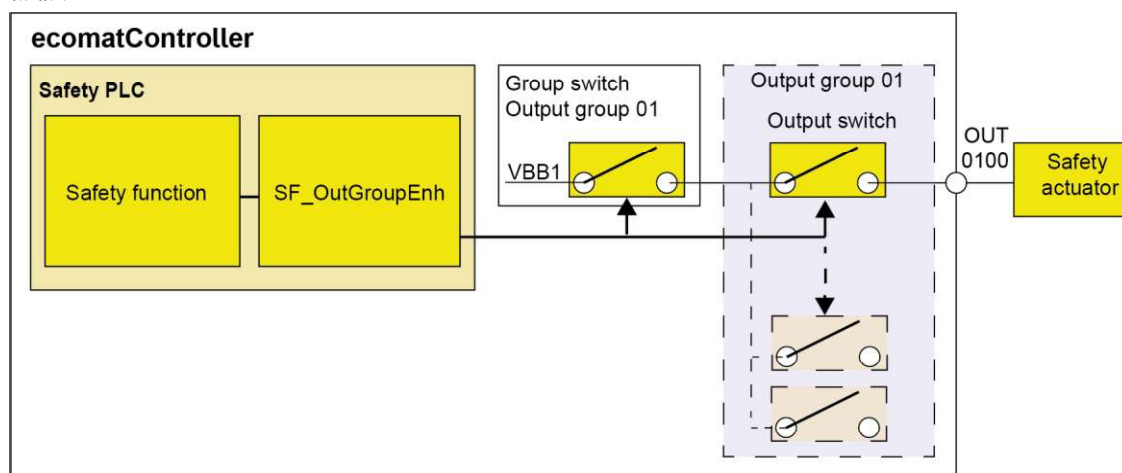 ecomatController
Safety PLC
Safety function
SF_OutGroupEnh
Group switch
Output group 01
VBB1
Output group 01
Output switch
OUT
0100
Safety
actuator